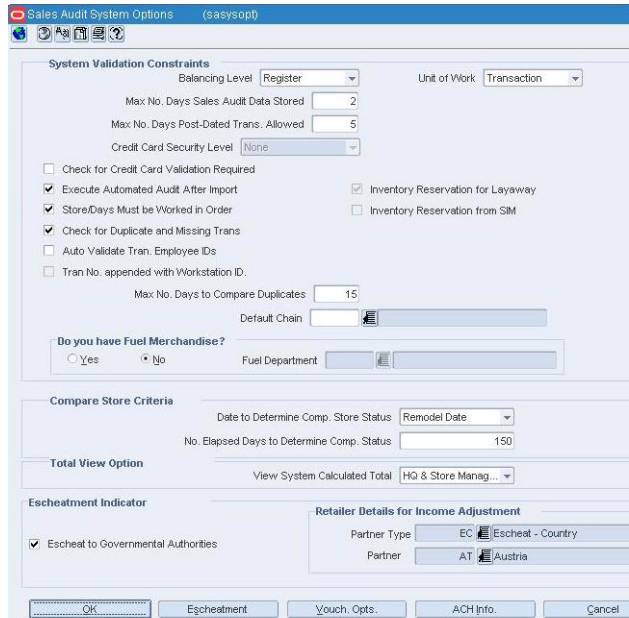 Sales Audit System Options (sasysopt)
System Validation Constraints
Balancing Level Register Unit of Work Transaction
Max No. Days Sales Audit Data Stored 2
Max No. Days Post-Dated Trans. Allowed 5
Credit Card Security Level None
Check for Credit Card Validation Required
Execute Automated Audit After Import Inventory Reservation for Layaway
Store/Days Must be Worked in Order Inventory Reservation from SIM
Check for Duplicate and Missing Trans
Auto Validate Tran. Employee IDs
Tran No. appended with Workstation ID.
Max No. Days to Compare Duplicates 15
Default Chain
Do you have Fuel Merchandise?
Yes No Fuel Department
Compare Store Criteria
Date to Determine Comp. Store Status Remodel Date
No. Elapsed Days to Determine Comp. Status 150
Total View Option
View System Calculated Total HQ & Store Manag...
Escheatment Indicator
Retailer Details for Income Adjustment
Partner Type EC Escheat - Country
Escheat to Governmental Authorities
Partner AT Austria
OK Escheatment Vouch. Opts. ACH Info. Cancel